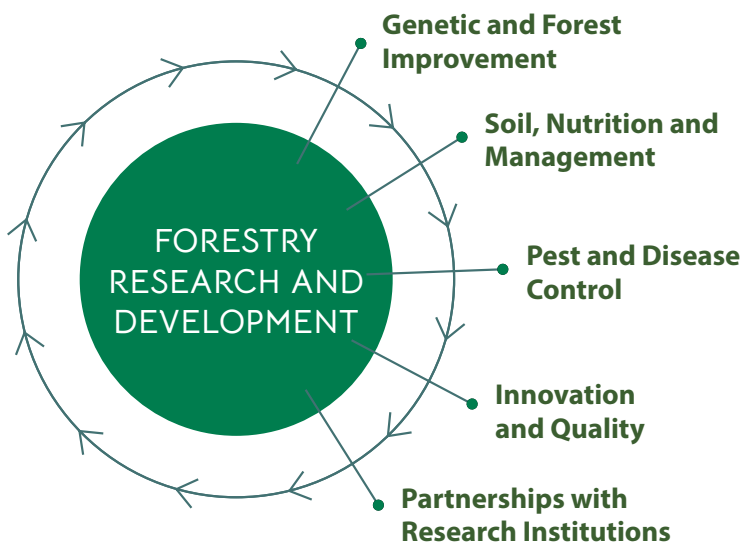 Genetic and Forest
Improvement
Soil, Nutrition and
Management
FORESTRY
RESEARCH AND
DEVELOPMENT
Pest and Disease
Control
Innovation
and Quality
Partnerships with
Research Institutions